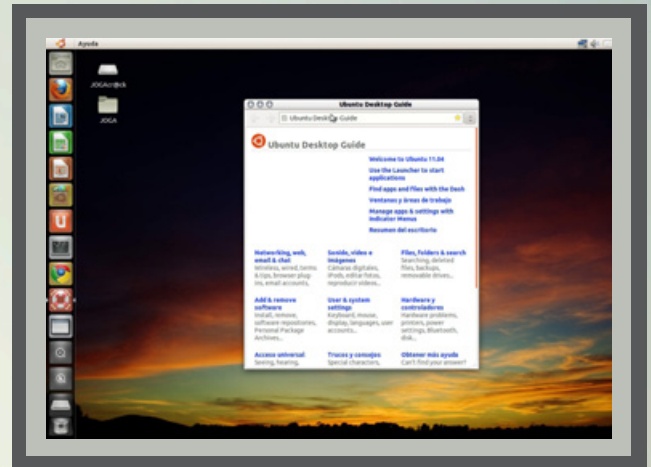 Ayuda
JOGAcr@ck
JOGA
Ubuntu Desktop Guide
Ubuntu Desktop Guide
Ubuntu Desktop Guide
Welcome to Ubuntu 11.04
Use the Launcher to start
applications
Find apps and files with the Dash
Ventanas y áreas de trabajo
Manage apps & settings with
Indicator Menus
Resumen del escritorio
Networking, web,
email & chat
Wireless, wired, terms
& tips, browser plug-
ins, email accounts,
Sonido, vídeo e
imágenes
Cámaras digitales,
iPods, editar fotos,
reproducir vídeos...
Files, folders & search
Searching, deleted
files, backups,
removable drives...
Add & remove
software
Install, remove,
software repositories,
Personal Package
Archives...
User & system
settings
Keyboard, mouse,
display, languages, user
accounts...
Hardware y
controladores
Hardware problems,
printers, power
settings, Bluetooth,
disk...
Acceso universal
Seeing, hearing,
Trucos y consejos
Special characters,
Obtener más ayuda
Can't find your answer?